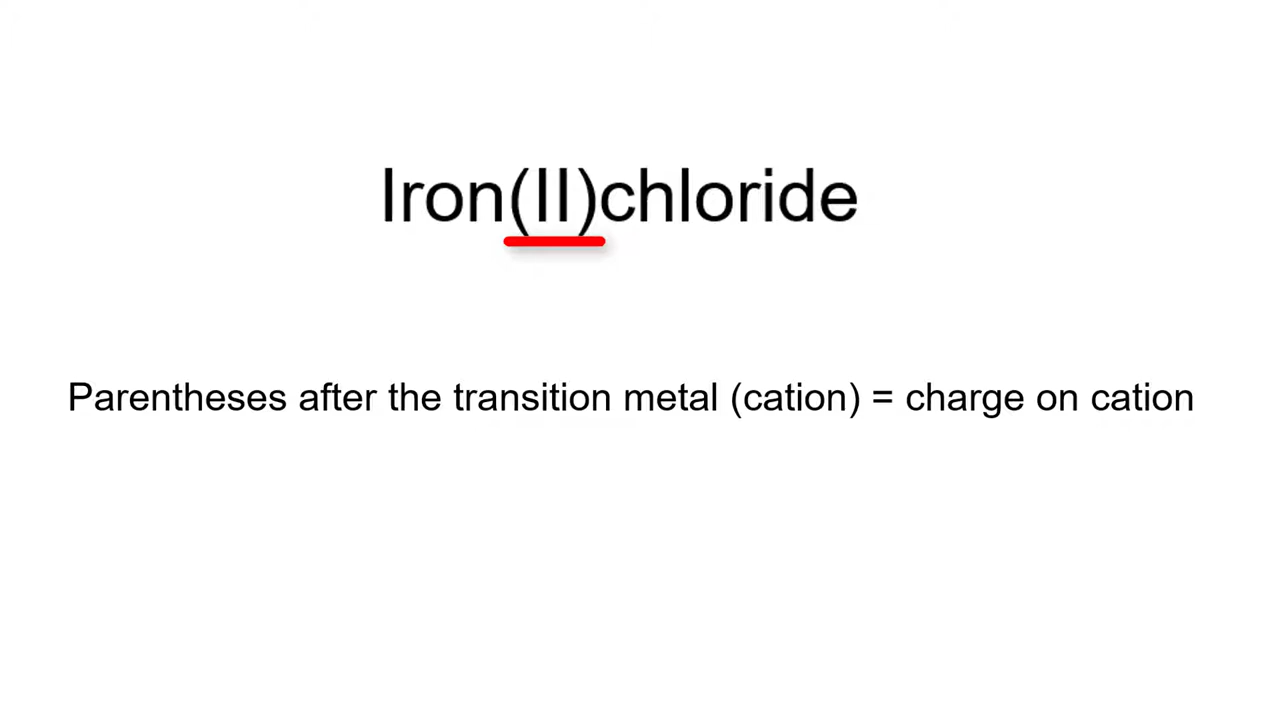 Iron(II)chloride
Parentheses after the transition metal (cation) = charge on cation